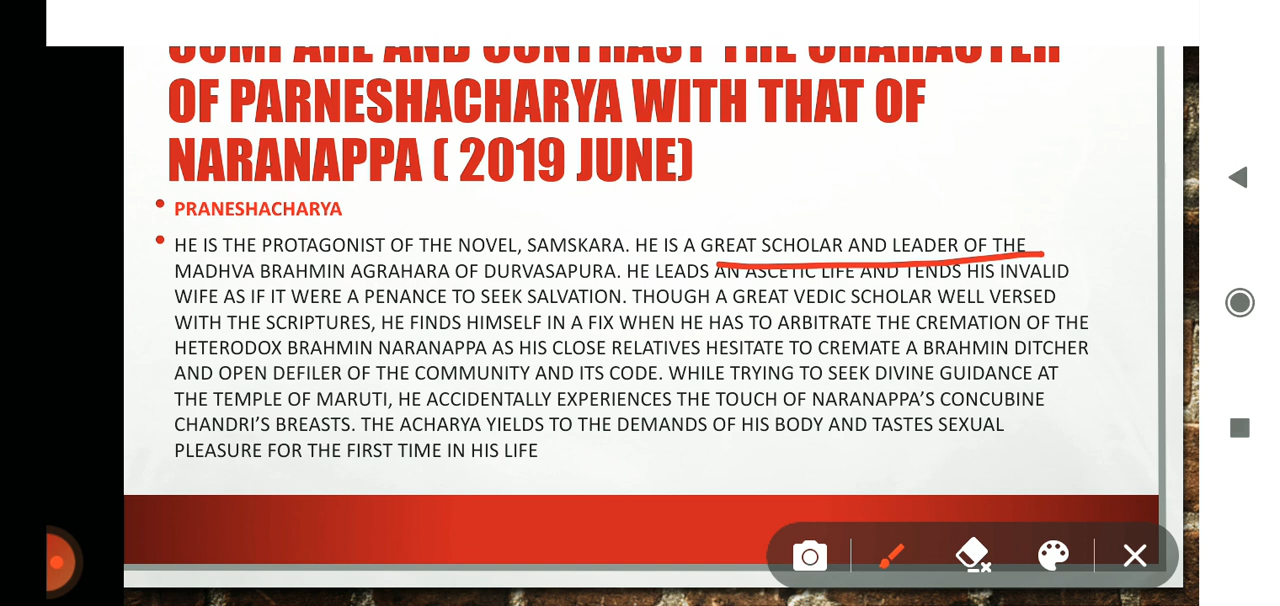 COMPARE AND CONTRAST THE CHARACTER
OF PARNESHACHARYA WITH THAT OF
NARANAPPA ( 2019 JUNE)
• PRANESHACHARYA
• HE IS THE PROTAGONIST OF THE NOVEL, SAMSKARA. HE IS A GREAT SCHOLAR AND LEADER OF THE
MADHVA BRAHMIN AGRAHARA OF DURVASAPURA. HE LEADS AN ASCETIC LIFE AND TENDS HIS INVALID
WIFE AS IF IT WERE A PENANCE TO SEEK SALVATION. THOUGH A GREAT VEDIC SCHOLAR WELL VERSED
WITH THE SCRIPTURES, HE FINDS HIMSELF IN A FIX WHEN HE HAS TO ARBITRATE THE CREMATION OF THE
HETERODOX BRAHMIN NARANAPPA AS HIS CLOSE RELATIVES HESITATE TO CREMATE A BRAHMIN DITCHER
AND OPEN DEFILER OF THE COMMUNITY AND ITS CODE. WHILE TRYING TO SEEK DIVINE GUIDANCE AT
THE TEMPLE OF MARUTI, HE ACCIDENTALLY EXPERIENCES THE TOUCH OF NARANAPPA’S CONCUBINE
CHANDRI’S BREASTS. THE ACHARYA YIELDS TO THE DEMANDS OF HIS BODY AND TASTES SEXUAL
PLEASURE FOR THE FIRST TIME IN HIS LIFE